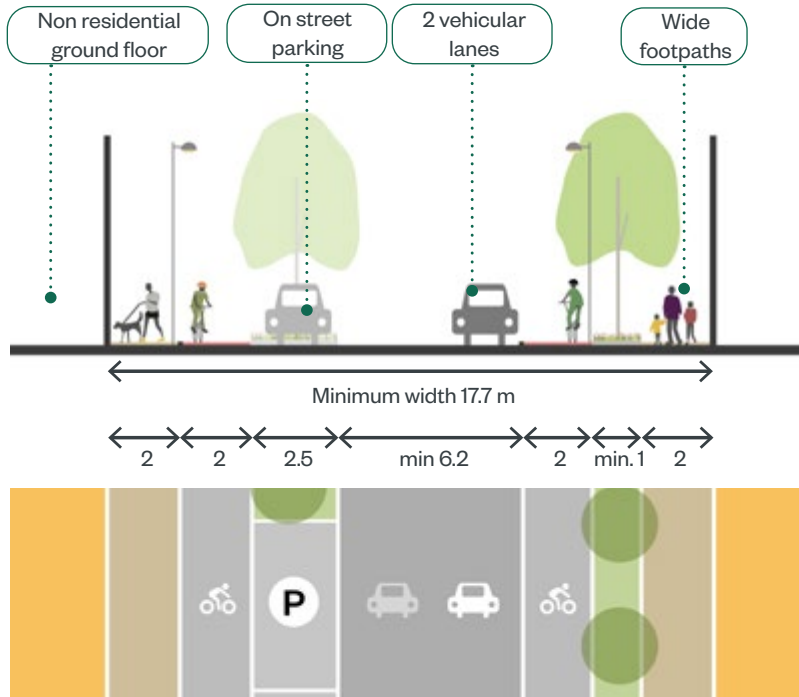 Non residential
ground floor
On street
parking
2 vehicular
lanes
Wide
footpaths
Minimum width 17.7 m
2
2
2.5
min 6.2
2
min. 1
2
P